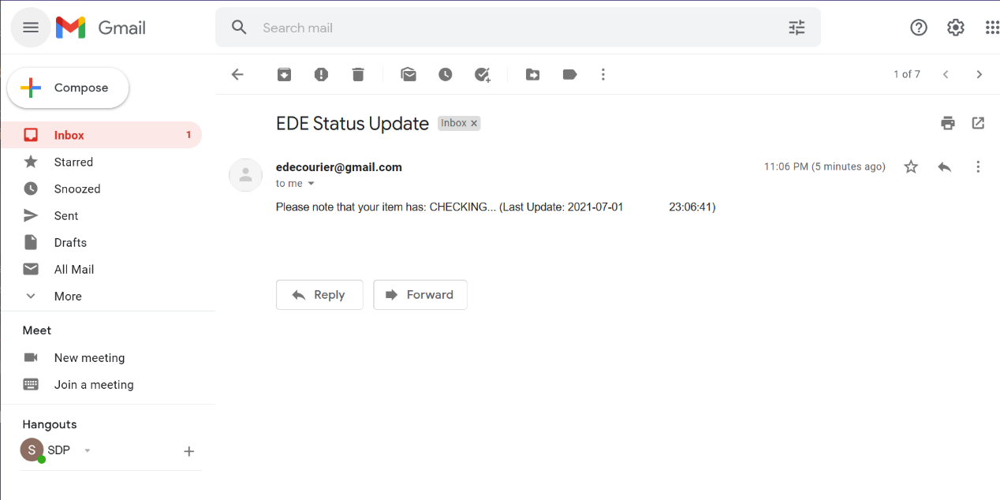 Gmail
Search mail
Compose
1 of 7
Inbox 1
Starred
Snoozed
Sent
Drafts
All Mail
More
Meet
New meeting
Join a meeting
Hangouts
S SDP
EDE Status Update Inbox x
edecourier@gmail.com 11:06 PM (5 minutes ago)
to me
Please note that your item has: CHECKING... (Last Update: 2021-07-01 23:06:41)
Reply Forward